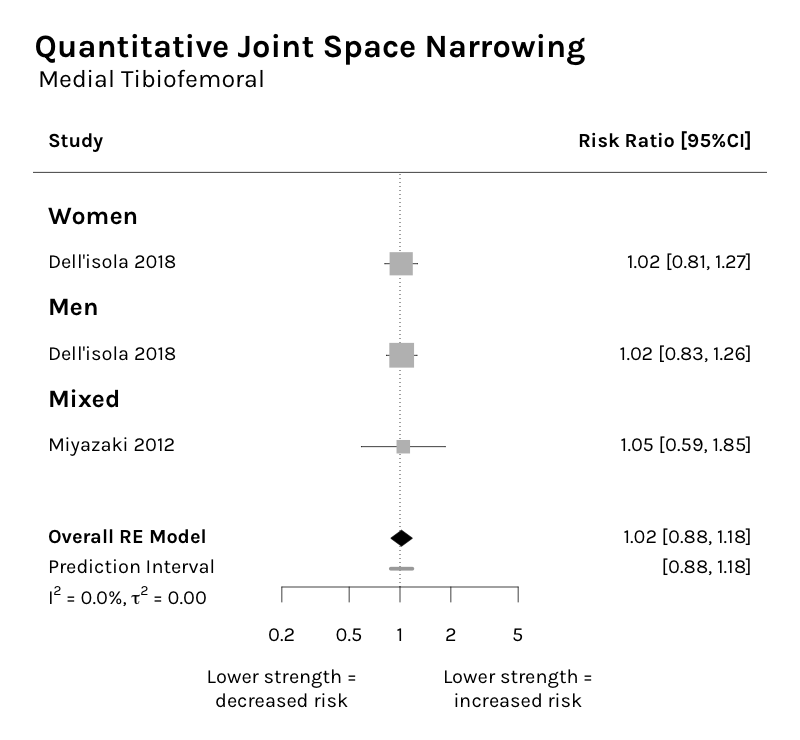 Quantitative Joint Space Narrowing
Medial Tibiofemoral
Study Risk Ratio [95%CI]
Women
Dell'isola 2018 1.02 [0.81, 1.27]
Men
Dell'isola 2018 1.02 [0.83, 1.26]
Mixed
Miyazaki 2012 1.05 [0.59, 1.85]
Overall RE Model 1.02 [0.88, 1.18]
Prediction Interval [0.88, 1.18]
I² = 0.0%, τ² = 0.00
0.2 0.5 1 2 5
Lower strength = Lower strength =
decreased risk increased risk